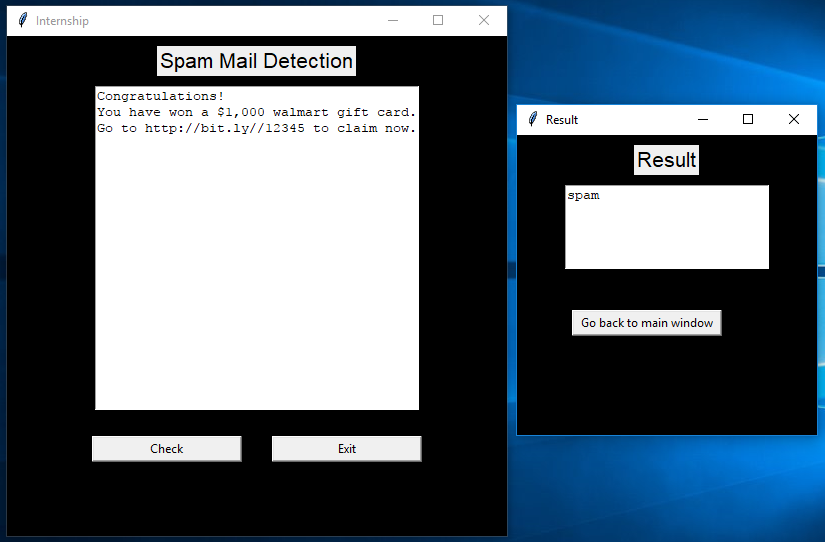 Internship
Spam Mail Detection
Congratulations!
You have won a $1,000 walmart gift card.
Go to http://bit.ly//12345 to claim now.
Check
Exit
Result
Result
spam
Go back to main window